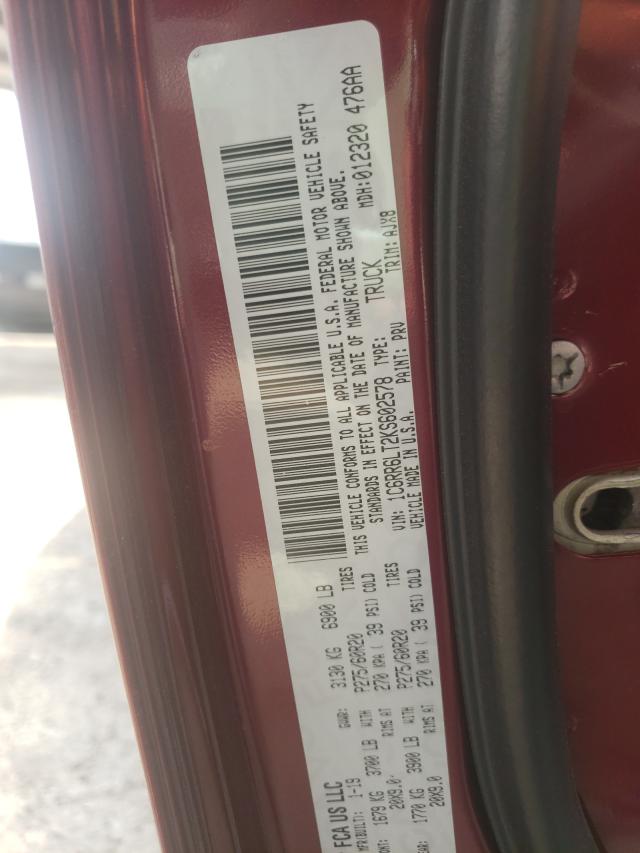 FCA US LLC
MFR(BUILT): 1-19 GVWR: 3130 KG 6900 LB
1679 KG 3700 LB WITH P275/60R20 TIRES
20X9.0 RIMS AT 270 KPA ( 39 PSI) COLD
1770 KG 3900 LB WITH P275/60R20 TIRES
20X9.0 RIMS AT 270 KPA ( 39 PSI) COLD
THIS VEHICLE CONFORMS TO ALL APPLICABLE U.S.A. FEDERAL MOTOR VEHICLE SAFETY
STANDARDS IN EFFECT ON THE DATE OF MANUFACTURE SHOWN ABOVE.
VIN: 1C6RR6LT2KS602578 TYPE: TRUCK MDH:012320 476AA
VEHICLE MADE IN U.S.A. PAINT: PRV TRIM: AJX8